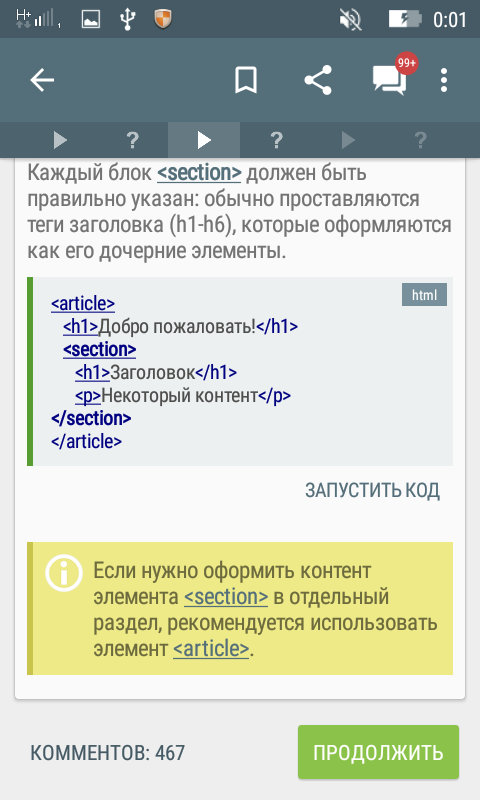 H+ 0:01
99+
? ? ?
Каждый блок <section> должен быть
правильно указан: обычно проставляются
теги заголовка (h1-h6), которые оформляются
как его дочерние элементы.
html
<article>
<h1>Добро пожаловать!</h1>
<section>
<h1>Заголовок</h1>
<p>Некоторый контент</p>
</section>
</article>
ЗАПУСТИТЬ КОД
Если нужно оформить контент
элемента <section> в отдельный
раздел, рекомендуется использовать
элемент <article>.
КОММЕНТОВ: 467
ПРОДОЛЖИТЬ